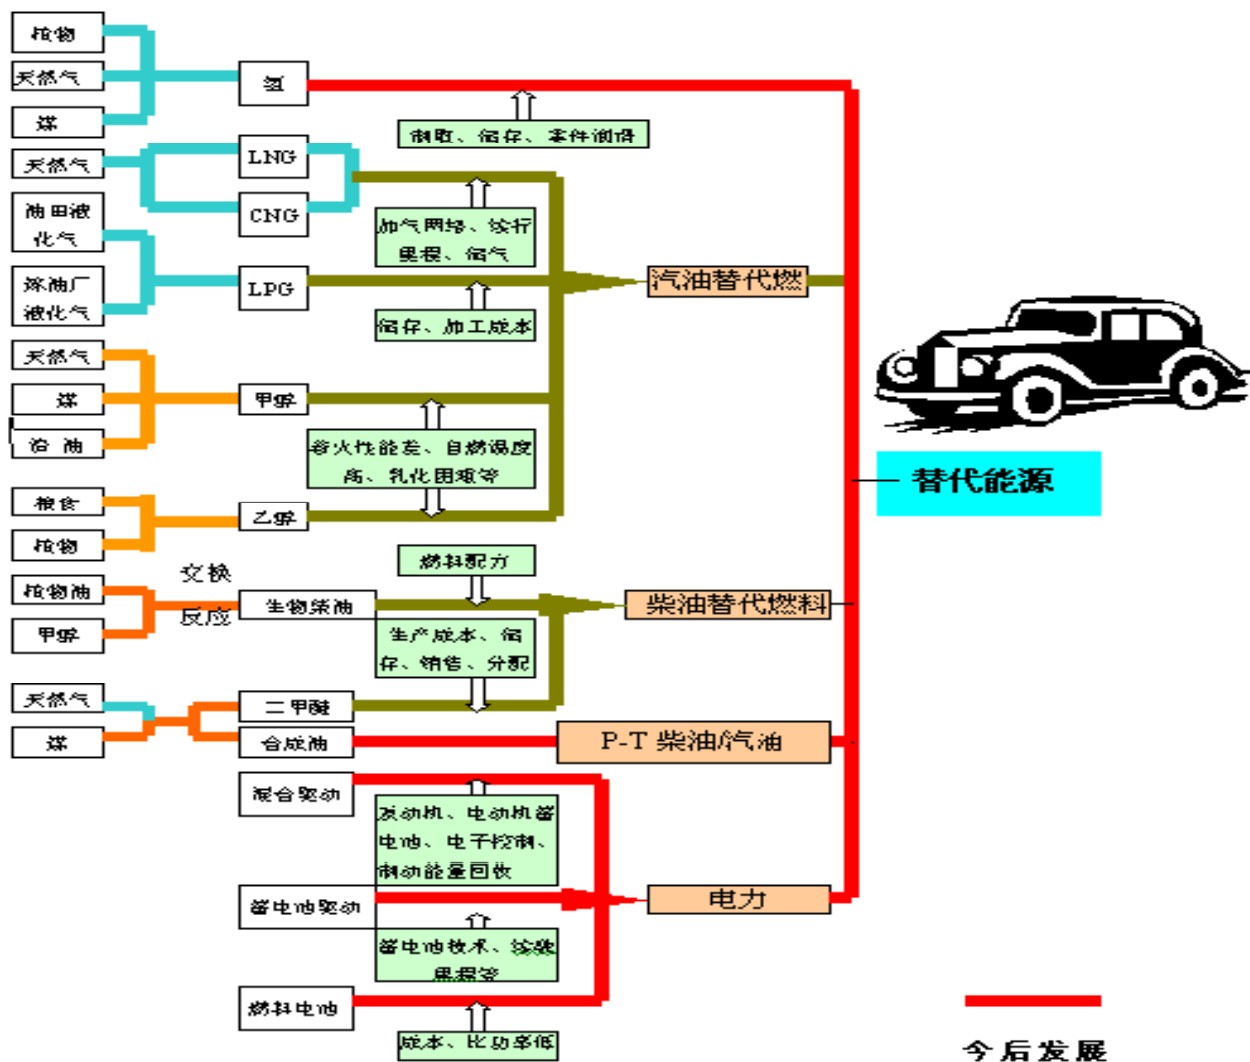 植物
天然气
煤
氢
制取、储存、零件润滑
天然气
LNG
CNG
加气网络、续行
里程、储气
油田液
化气
炼油厂
液化气
LPG
储存、加工成本
汽油替代燃
天然气
煤
甲醇
着火性能差、自燃温度
高、乳化困难等
粮食
植物
乙醇
替代能源
燃料配方
植物油
甲醇
交换
反应
生物柴油
柴油替代燃料
生产成本、储
存、销售、分配
天然气
煤
二甲醚
合成油
P-T 柴油/汽油
混合驱动
发动机、电动机蓄
电池、电子控制、
制动能量回收
蓄电池驱动
电力
蓄电池技术、续驶
里程等
燃料电池
成本、比功率低
今后发展